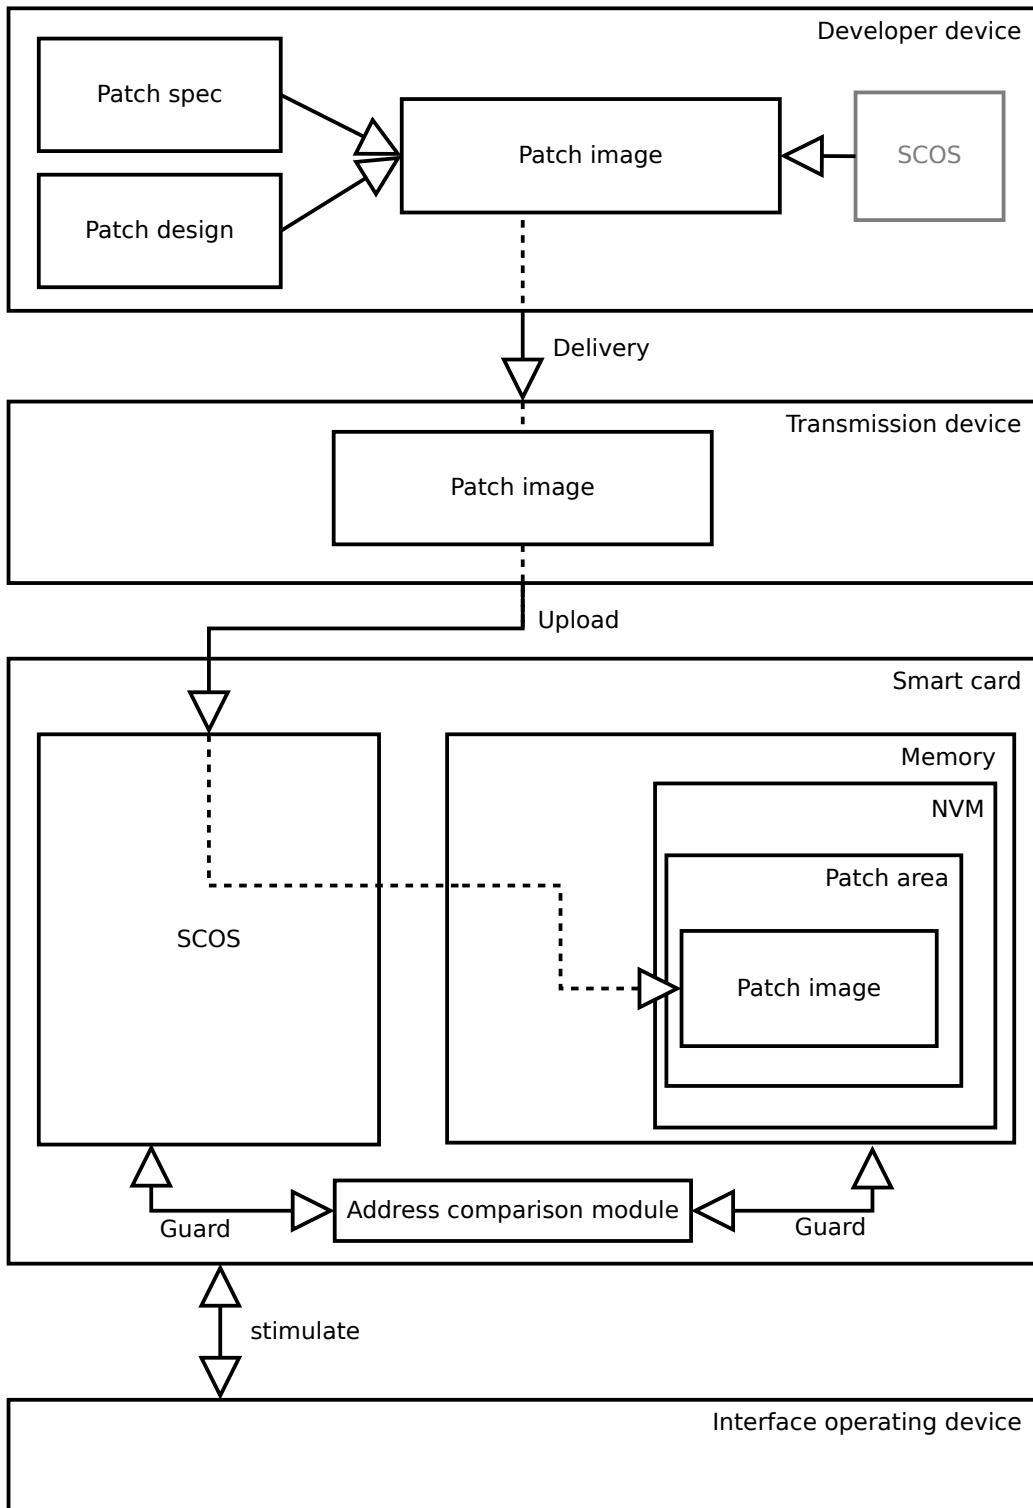 Developer device
Patch spec
Patch image
SCOS
Patch design
Delivery
Transmission device
Patch image
Upload
Smart card
Memory
NVM
Patch area
SCOS
Patch image
Address comparison module
Guard
Guard
stimulate
Interface operating device